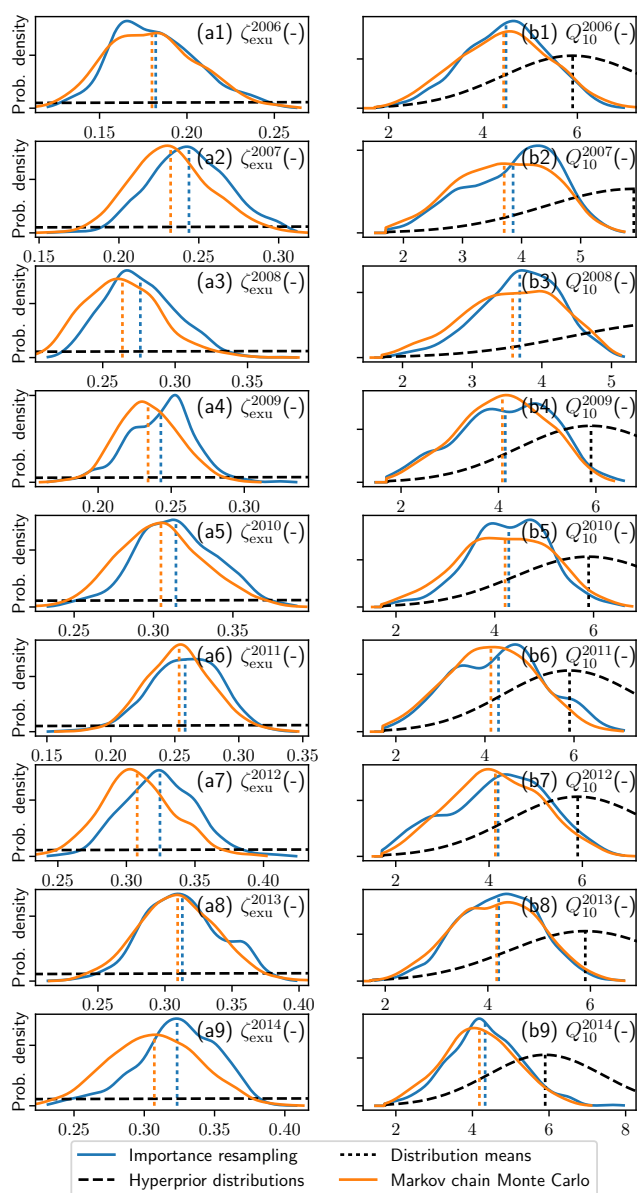 Prob. density
(a1) ζ_exu^2006(-)
0.15 0.20 0.25
(b1) Q_10^2006(-)
2 4 6
Prob. density
(a2) ζ_exu^2007(-)
0.15 0.20 0.25 0.30
(b2) Q_10^2007(-)
2 3 4 5
Prob. density
(a3) ζ_exu^2008(-)
0.25 0.30 0.35
(b3) Q_10^2008(-)
2 3 4 5
Prob. density
(a4) ζ_exu^2009(-)
0.20 0.25 0.30
(b4) Q_10^2009(-)
2 4 6
Prob. density
(a5) ζ_exu^2010(-)
0.25 0.30 0.35
(b5) Q_10^2010(-)
2 4 6
Prob. density
(a6) ζ_exu^2011(-)
0.15 0.20 0.25 0.30 0.35
(b6) Q_10^2011(-)
2 4 6
Prob. density
(a7) ζ_exu^2012(-)
0.25 0.30 0.35 0.40
(b7) Q_10^2012(-)
2 4 6
Prob. density
(a8) ζ_exu^2013(-)
0.25 0.30 0.35 0.40
(b8) Q_10^2013(-)
2 4 6
Prob. density
(a9) ζ_exu^2014(-)
0.25 0.30 0.35 0.40
(b9) Q_10^2014(-)
2 4 6 8
Importance resampling
Hyperprior distributions
Distribution means
Markov chain Monte Carlo